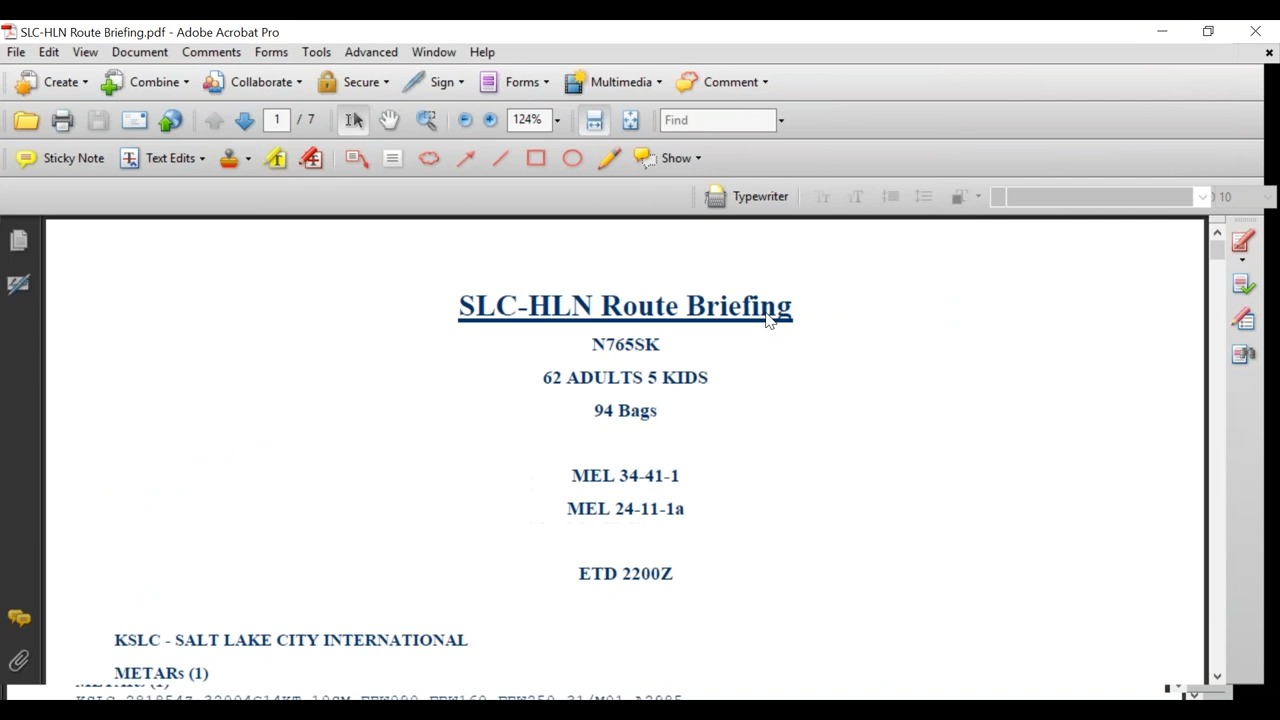 SLC-HLN Route Briefing.pdf - Adobe Acrobat Pro
File Edit View Document Comments Forms Tools Advanced Window Help
Create Combine Collaborate Secure Sign Forms Multimedia Comment
1 / 7 124% Find
Sticky Note Text Edits Show
Typewriter 10
SLC-HLN Route Briefing
N765SK
62 ADULTS 5 KIDS
94 Bags
MEL 34-41-1
MEL 24-11-1a
ETD 2200Z
KSLC - SALT LAKE CITY INTERNATIONAL
METARs (1)